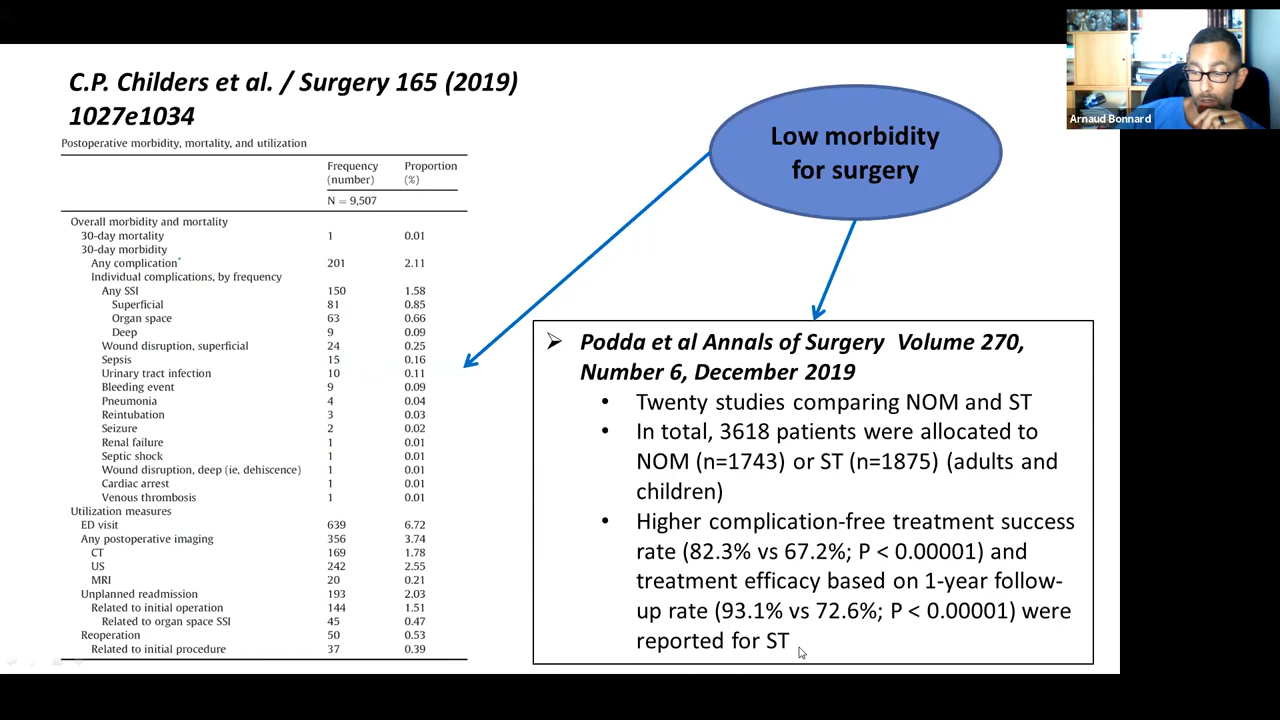 C.P. Childers et al. / Surgery 165 (2019)
1027e1034
Postoperative morbidity, mortality, and utilization
Frequency (number) Proportion (%)
N = 9,507
Overall morbidity and mortality
30-day mortality 1 0.01
30-day morbidity
Any complication* 201 2.11
Individual complications, by frequency
Any SSI 150 1.58
Superficial 81 0.85
Organ space 63 0.66
Deep 9 0.09
Wound disruption, superficial 24 0.25
Sepsis 15 0.16
Urinary tract infection 10 0.11
Bleeding event 9 0.09
Pneumonia 4 0.04
Reintubation 3 0.03
Seizure 2 0.02
Renal failure 1 0.01
Septic shock 1 0.01
Wound disruption, deep (ie, dehiscence) 1 0.01
Cardiac arrest 1 0.01
Venous thrombosis 1 0.01
Utilization measures
ED visit 639 6.72
Any postoperative imaging 356 3.74
CT 169 1.78
US 242 2.55
MRI 20 0.21
Unplanned readmission 193 2.03
Related to initial operation 144 1.51
Related to organ space SSI 45 0.47
Reoperation 50 0.53
Related to initial procedure 37 0.39
Low morbidity
for surgery
Arnaud Bonnard
➢ Podda et al Annals of Surgery Volume 270,
Number 6, December 2019
• Twenty studies comparing NOM and ST
• In total, 3618 patients were allocated to
NOM (n=1743) or ST (n=1875) (adults and
children)
• Higher complication-free treatment success
rate (82.3% vs 67.2%; P < 0.00001) and
treatment efficacy based on 1-year follow-
up rate (93.1% vs 72.6%; P < 0.00001) were
reported for ST